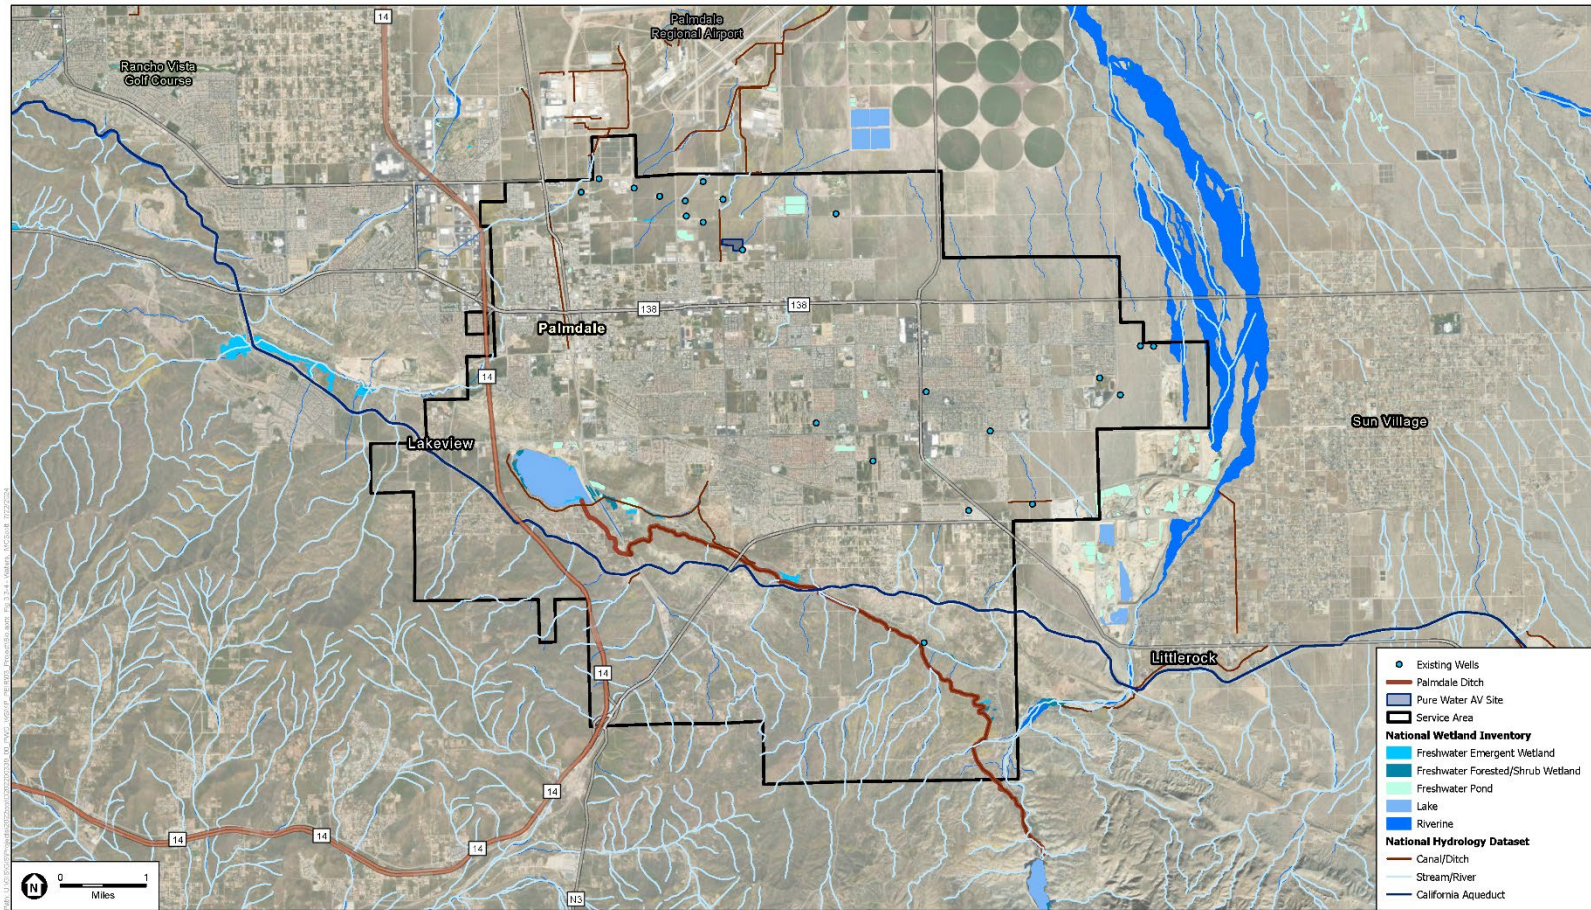 14
Palmdale
Regional Airport
Rancho Vista
Golf Course
138
138
Palmdale
14
Lakeview
Sun Village
Littlerock
14
14
14
14
14
14
N3
N
0 1
Miles
Existing Wells
Palmdale Ditch
Pure Water AV Site
Service Area
National Wetland Inventory
Freshwater Emergent Wetland
Freshwater Forested/Shrub Wetland
Freshwater Pond
Lake
Riverine
National Hydrology Dataset
Canal/Ditch
Stream/River
California Aqueduct